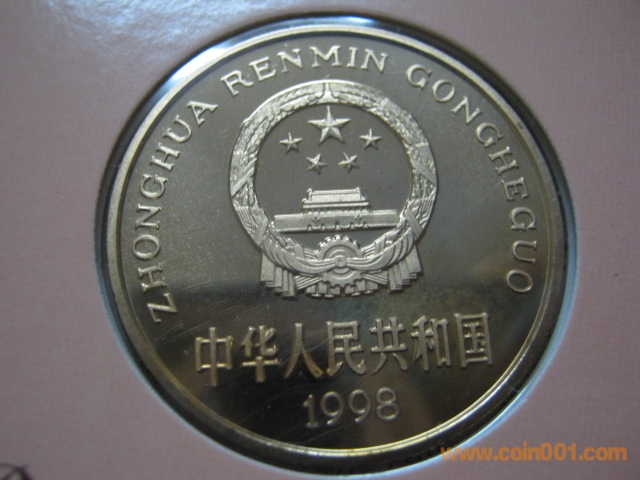 ZHONGHUA RENMIN GONGHEGUO
中华人民共和国
1998
www.coin001.com